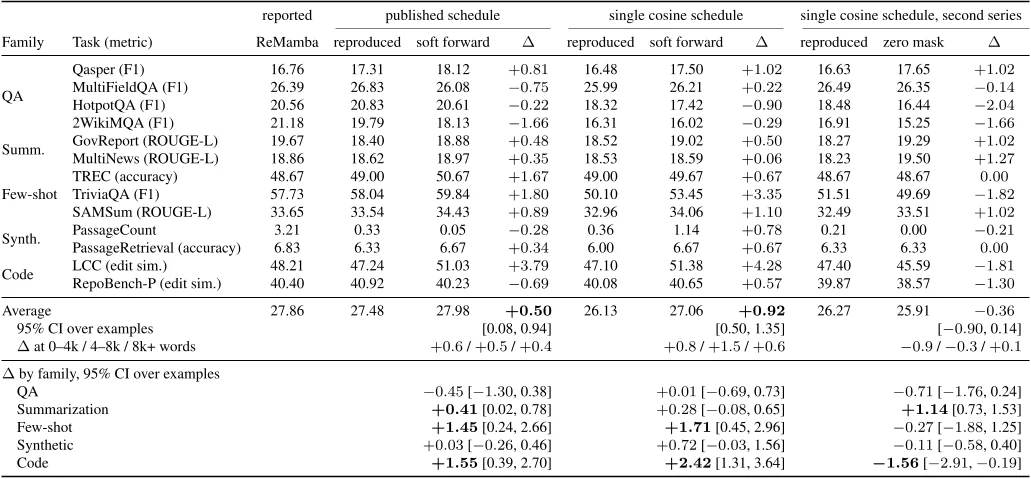 reported published schedule single cosine schedule single cosine schedule, second series
Family Task (metric) ReMamba reproduced soft forward Δ reproduced soft forward Δ reproduced zero mask Δ
Qasper (F1) 16.76 17.31 18.12 +0.81 16.48 17.50 +1.02 16.63 17.65 +1.02
QA MultiFieldQA (F1) 26.39 26.83 26.08 −0.75 25.99 26.21 +0.22 26.49 26.35 −0.14
HotpotQA (F1) 20.56 20.83 20.61 −0.22 18.32 17.42 −0.90 18.48 16.44 −2.04
2WikiMQA (F1) 21.18 19.79 18.13 −1.66 16.31 16.02 −0.29 16.91 15.25 −1.66
Summ. GovReport (ROUGE-L) 19.67 18.40 18.88 +0.48 18.52 19.02 +0.50 18.27 19.29 +1.02
MultiNews (ROUGE-L) 18.86 18.62 18.97 +0.35 18.53 18.59 +0.06 18.23 19.50 +1.27
TREC (accuracy) 48.67 49.00 50.67 +1.67 49.00 49.67 +0.67 48.67 48.67 0.00
Few-shot TriviaQA (F1) 57.73 58.04 59.84 +1.80 50.10 53.45 +3.35 51.51 49.69 −1.82
SAMSum (ROUGE-L) 33.65 33.54 34.43 +0.89 32.96 34.06 +1.10 32.49 33.51 +1.02
Synth. PassageCount 3.21 0.33 0.05 −0.28 0.36 1.14 +0.78 0.21 0.00 −0.21
PassageRetrieval (accuracy) 6.83 6.33 6.67 +0.34 6.00 6.67 +0.67 6.33 6.33 0.00
Code LCC (edit sim.) 48.21 47.24 51.03 +3.79 47.10 51.38 +4.28 47.40 45.59 −1.81
RepoBench-P (edit sim.) 40.40 40.92 40.23 −0.69 40.08 40.65 +0.57 39.87 38.57 −1.30
Average 27.86 27.48 27.98 +0.50 26.13 27.06 +0.92 26.27 25.91 −0.36
95% CI over examples [0.08, 0.94] [0.50, 1.35] [−0.90, 0.14]
Δ at 0–4k / 4–8k / 8k+ words +0.6 / +0.5 / +0.4 +0.8 / +1.5 / +0.6 −0.9 / −0.3 / +0.1
Δ by family, 95% CI over examples
QA −0.45 [−1.30, 0.38] +0.01 [−0.69, 0.73] −0.71 [−1.76, 0.24]
Summarization +0.41 [0.02, 0.78] +0.28 [−0.08, 0.65] +1.14 [0.73, 1.53]
Few-shot +1.45 [0.24, 2.66] +1.71 [0.45, 2.96] −0.27 [−1.88, 1.25]
Synthetic +0.03 [−0.26, 0.46] +0.72 [−0.03, 1.56] −0.11 [−0.58, 0.40]
Code +1.55 [0.39, 2.70] +2.42 [1.31, 3.64] −1.56 [−2.91, −0.19]